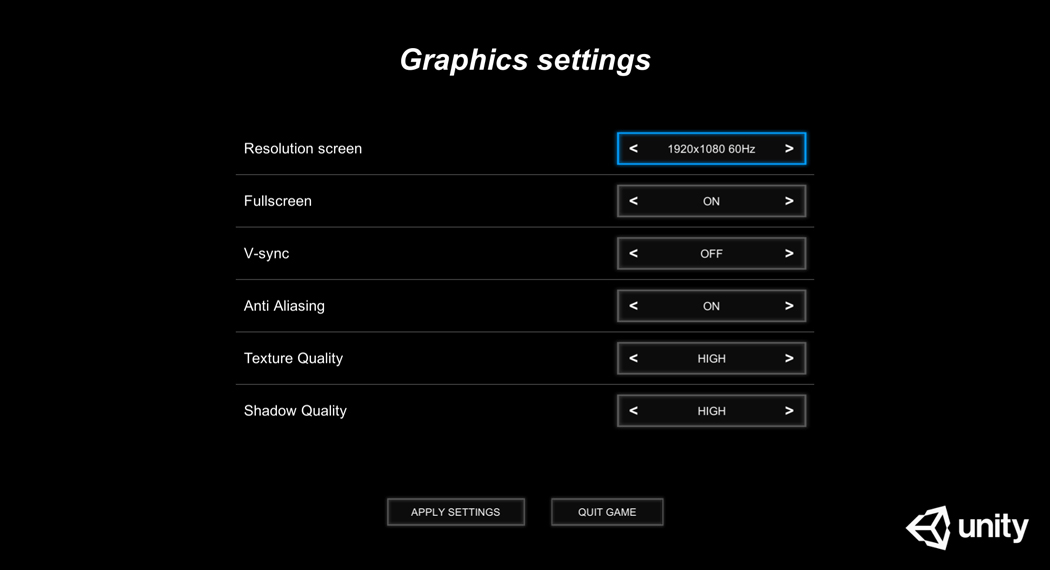 Graphics settings
Resolution screen < 1920x1080 60Hz >
Fullscreen < ON >
V-sync < OFF >
Anti Aliasing < ON >
Texture Quality < HIGH >
Shadow Quality < HIGH >
APPLY SETTINGS QUIT GAME
unity